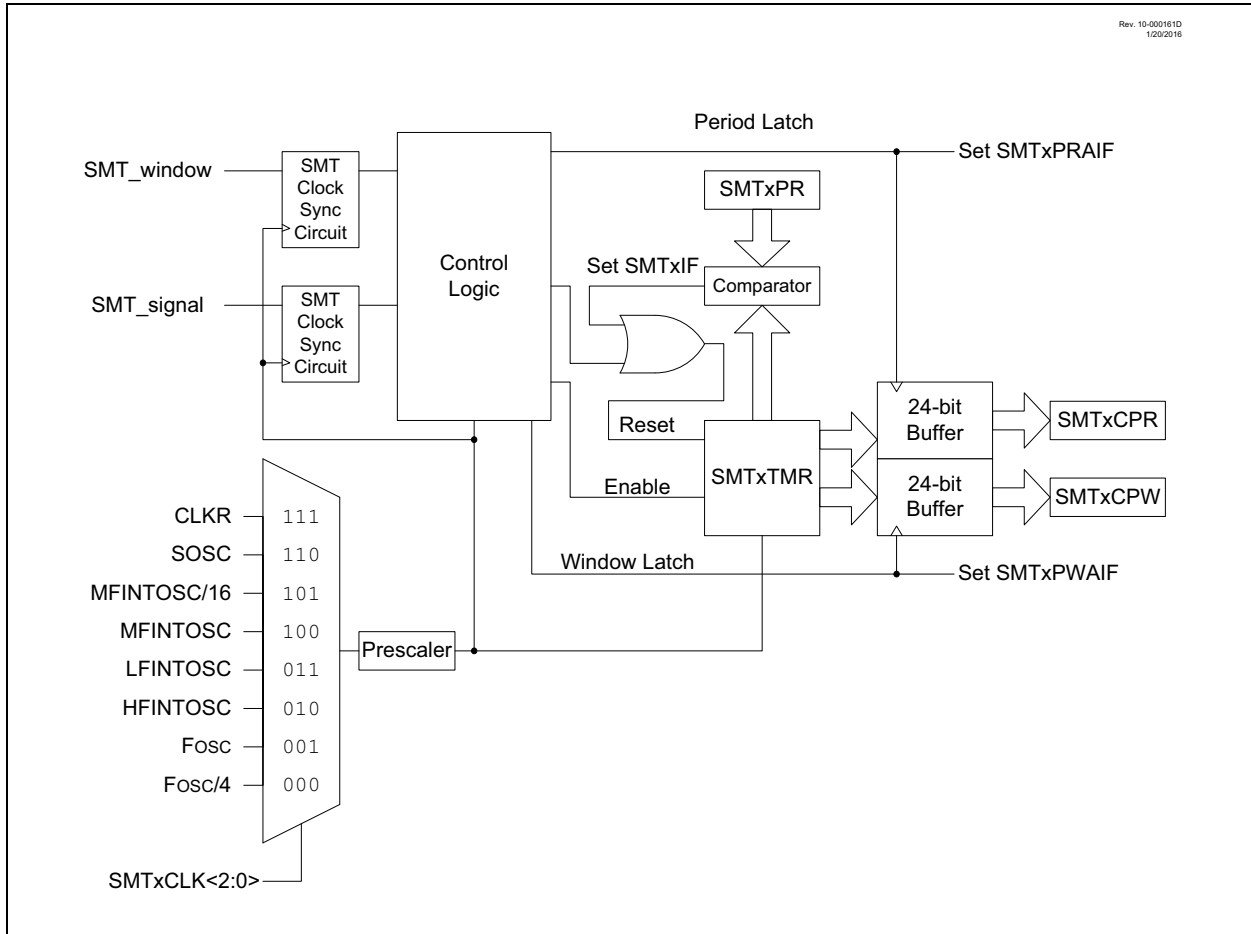 Rev. 10-000161D
1/20/2016
Period Latch
Set SMTxPRAIF
SMT_window
SMT
Clock
Sync
Circuit
SMTxPR
Control
Logic
Set SMTxIF
Comparator
SMT_signal
SMT
Clock
Sync
Circuit
24-bit
Buffer
SMTxCPR
Reset
SMTxTMR
Enable
24-bit
Buffer
SMTxCPW
CLKR 111
SOSC 110
MFINTOSC/16 101
MFINTOSC 100
LFINTOSC 011
HFINTOSC 010
FOSC 001
FOSC/4 000
Window Latch
Set SMTxPWAIF
Prescaler
SMTxCLK<2:0>